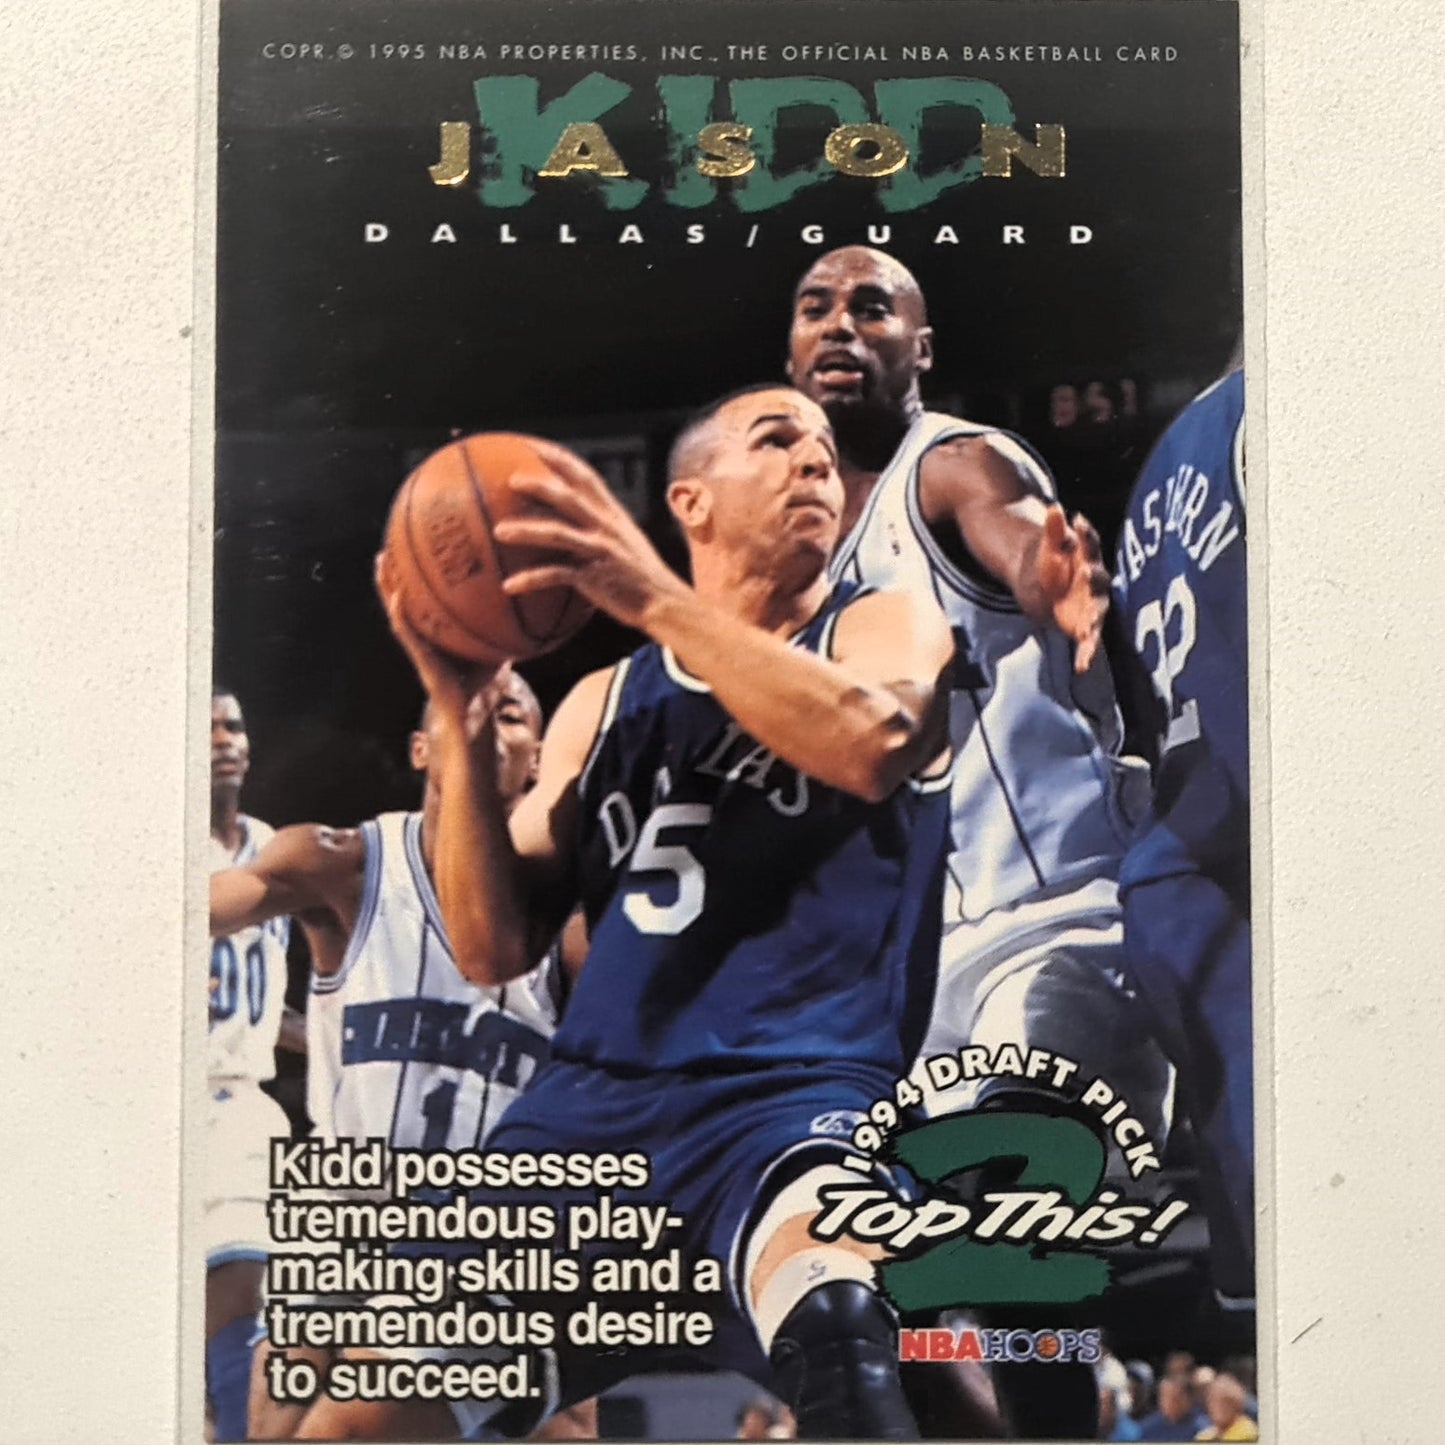 COPR.© 1995 NBA PROPERTIES, INC., THE OFFICIAL NBA BASKETBALL CARD
KIDD
JASON
DALLAS/GUARD
DALLAS
5
1994 DRAFT PICK
2
Top This!
Kidd possesses
tremendous play-
making skills and a
tremendous desire
to succeed.
NBA HOOPS